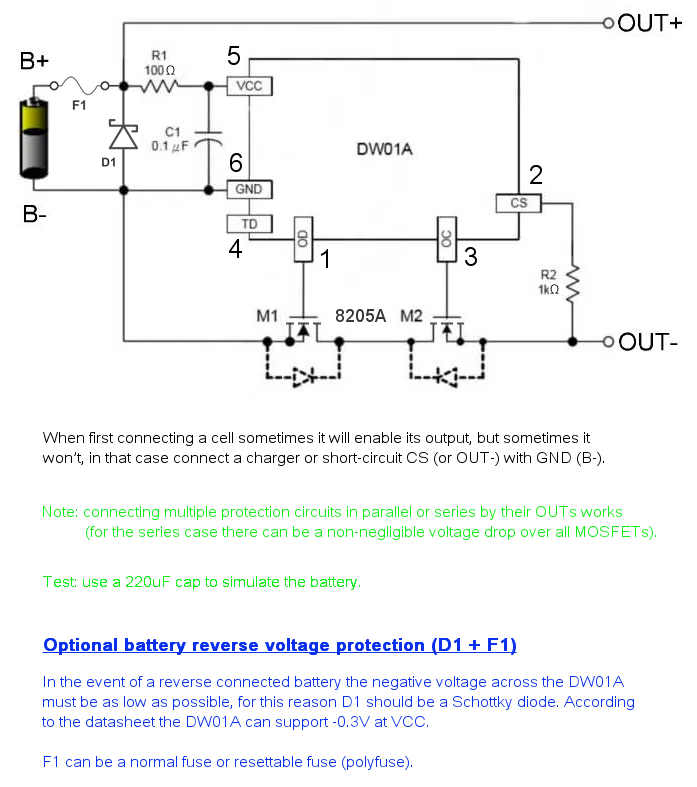 OUT+
B+
R1
100Ω
5
VCC
F1
C1
0.1 μF
D1
DW01A
6
GND
2
CS
B-
TD
4
OD
1
OC
3
R2
1kΩ
M1
8205A
M2
OUT-
When first connecting a cell sometimes it will enable its output, but sometimes it
won't, in that case connect a charger or short-circuit CS (or OUT-) with GND (B-).
Note: connecting multiple protection circuits in parallel or series by their OUTs works
(for the series case there can be a non-negligible voltage drop over all MOSFETs).
Test: use a 220uF cap to simulate the battery.
Optional battery reverse voltage protection (D1 + F1)
In the event of a reverse connected battery the negative voltage across the DW01A
must be as low as possible, for this reason D1 should be a Schottky diode. According
to the datasheet the DW01A can support -0.3V at VCC.
F1 can be a normal fuse or resettable fuse (polyfuse).